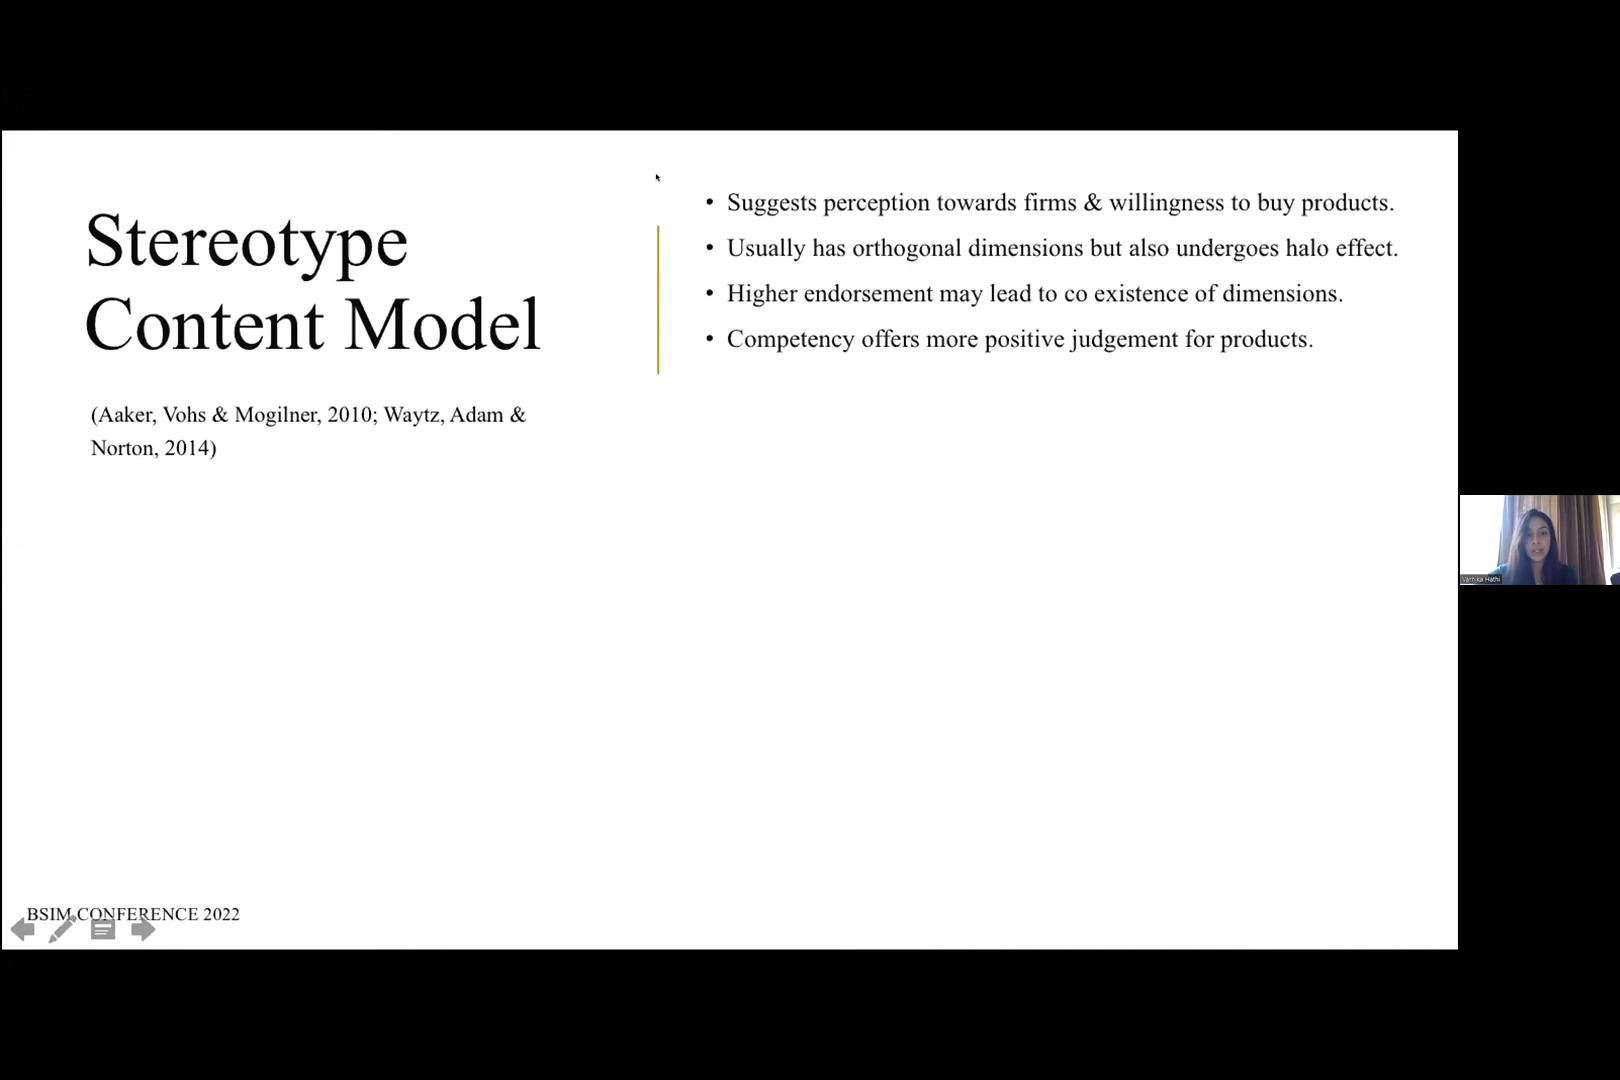 Stereotype
Content Model
(Aaker, Vohs & Mogilner, 2010; Waytz, Adam &
Norton, 2014)
• Suggests perception towards firms & willingness to buy products.
• Usually has orthogonal dimensions but also undergoes halo effect.
• Higher endorsement may lead to co existence of dimensions.
• Competency offers more positive judgement for products.
Varnika Hathi
BSIM CONFERENCE 2022